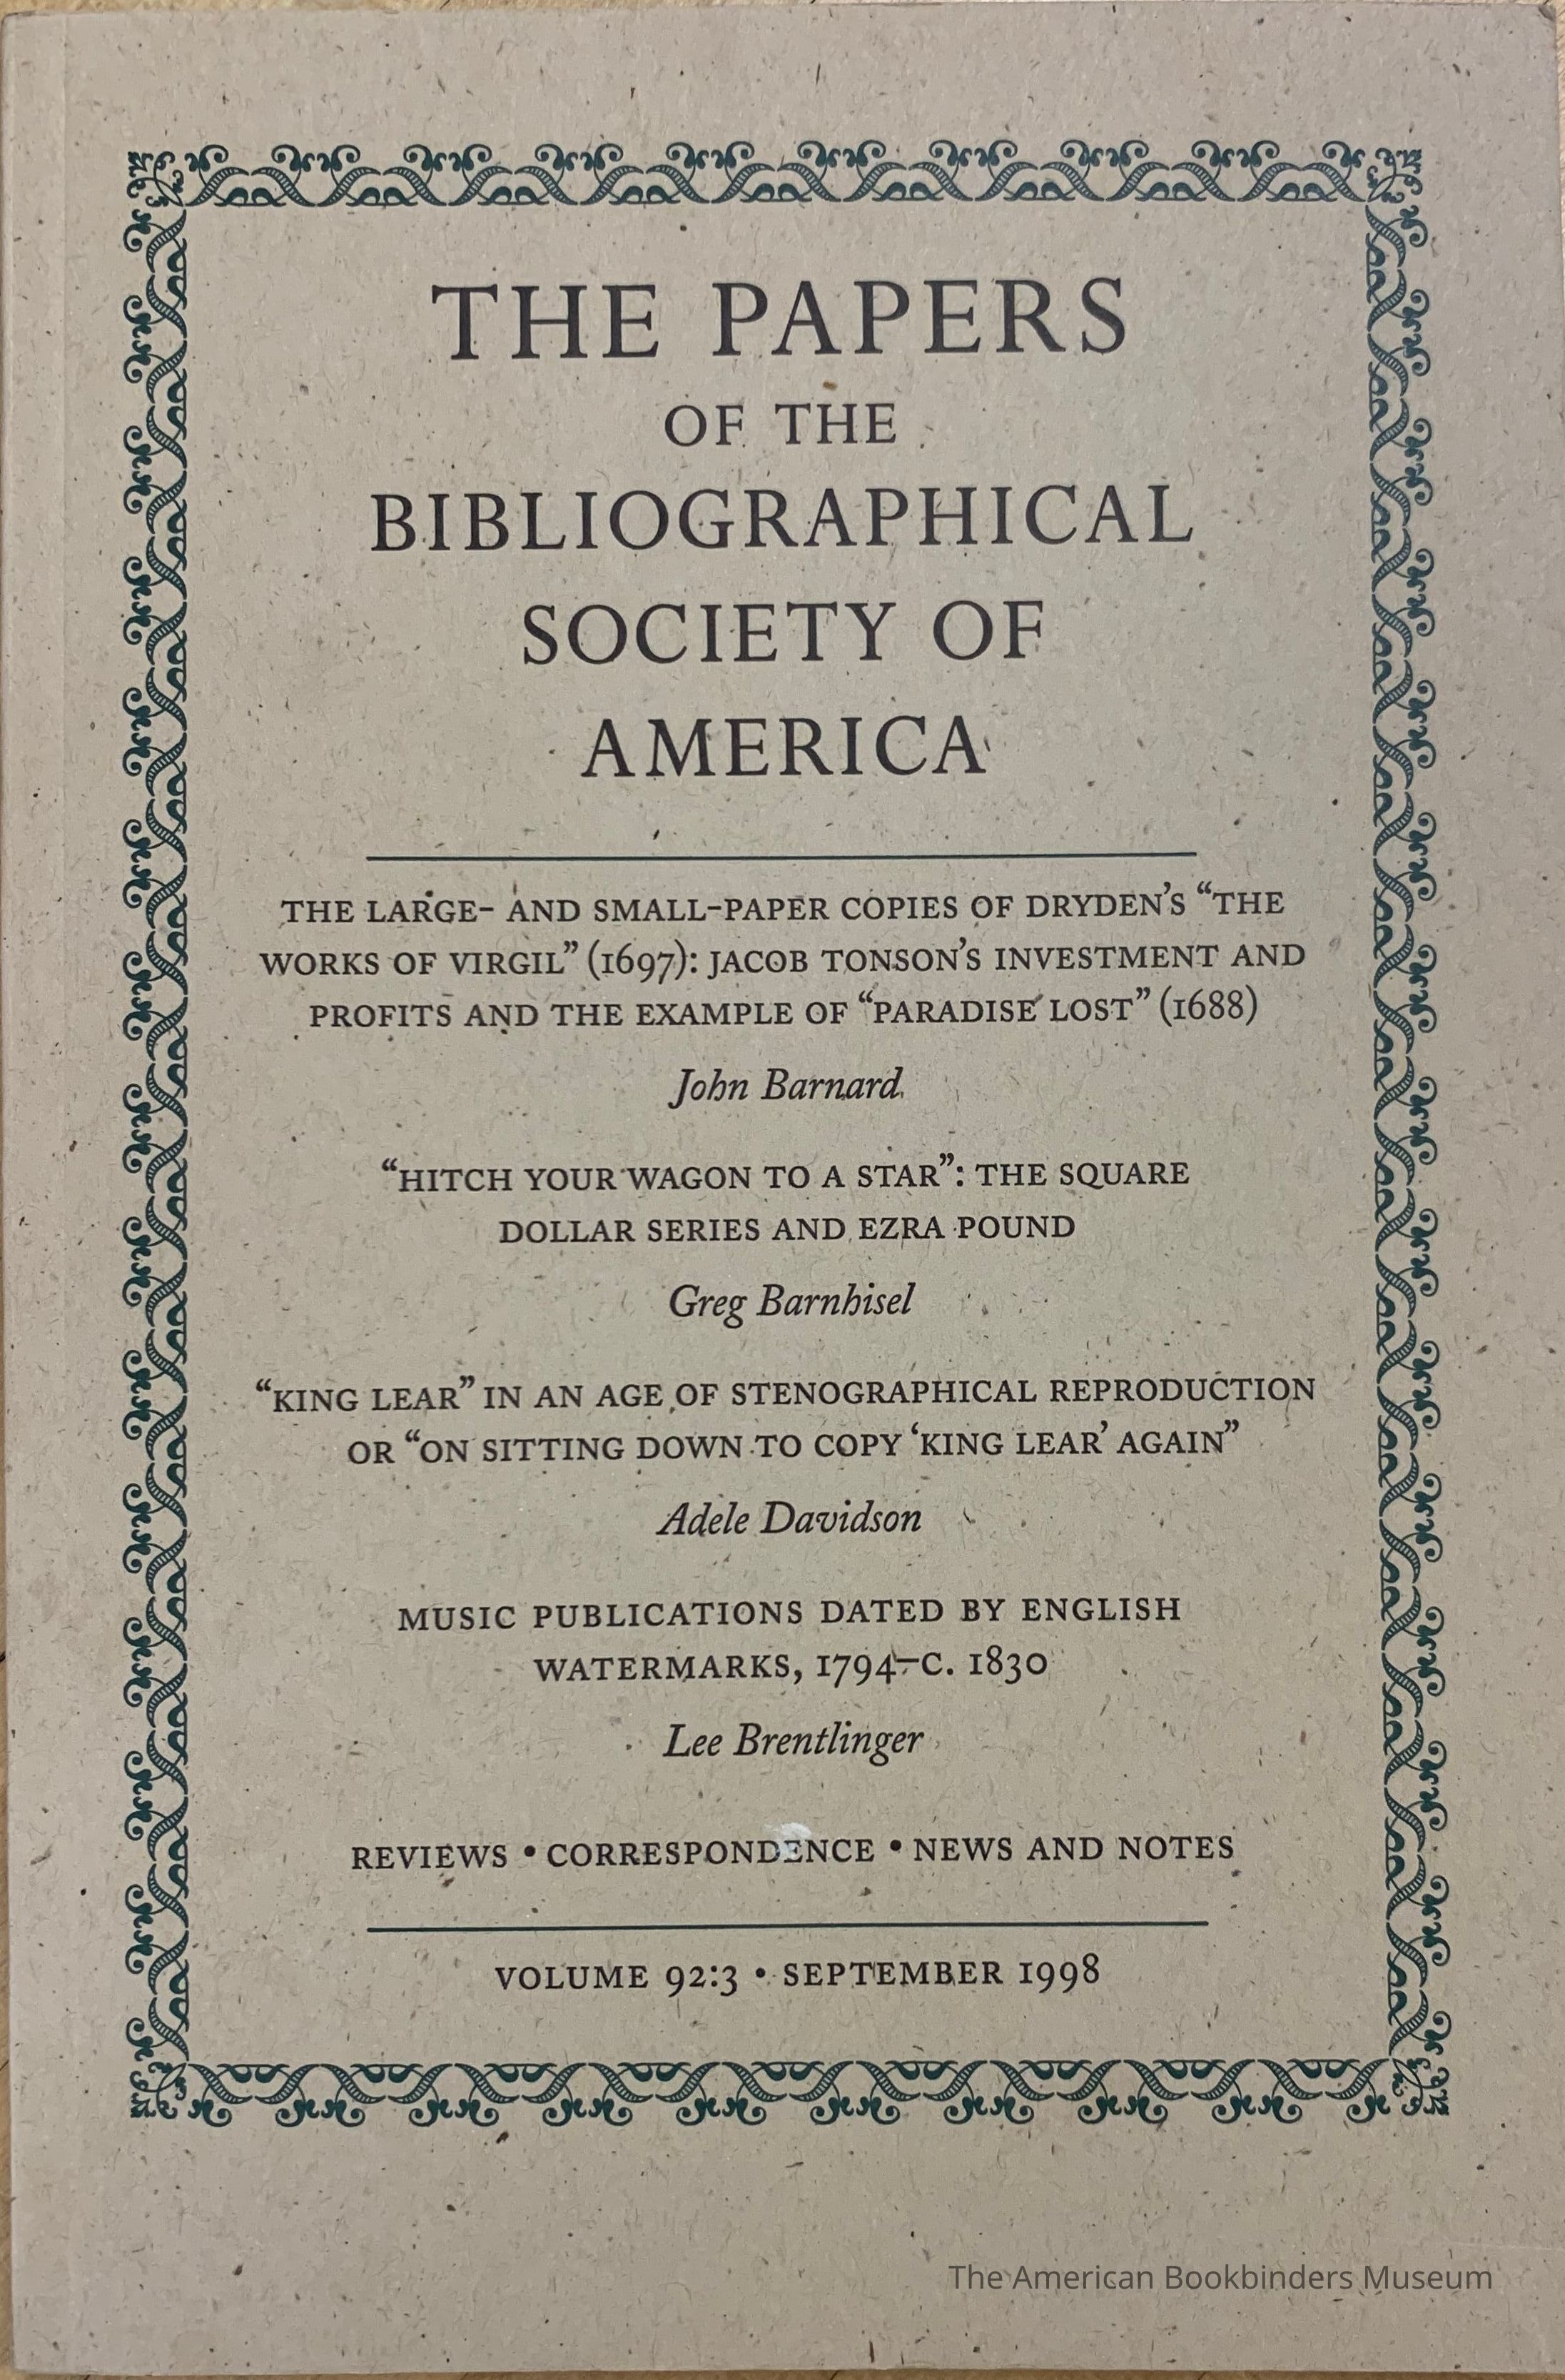 THE PAPERS
OF THE
BIBLIOGRAPHICAL
SOCIETY OF
AMERICA
THE LARGE- AND SMALL-PAPER COPIES OF DRYDEN’S “THE
WORKS OF VIRGIL” (1697): JACOB TONSON’S INVESTMENT AND
PROFITS AND THE EXAMPLE OF “PARADISE LOST” (1688)
John Barnard
“HITCH YOUR WAGON TO A STAR”: THE SQUARE
DOLLAR SERIES AND EZRA POUND
Greg Barnhisel
“KING LEAR” IN AN AGE OF STENOGRAPHICAL REPRODUCTION
OR “ON SITTING DOWN TO COPY ‘KING LEAR’ AGAIN”
Adele Davidson
MUSIC PUBLICATIONS DATED BY ENGLISH
WATERMARKS, 1794–C. 1830
Lee Brentlinger
REVIEWS • CORRESPONDENCE • NEWS AND NOTES
VOLUME 92:3 • SEPTEMBER 1998
The American Bookbinders Museum